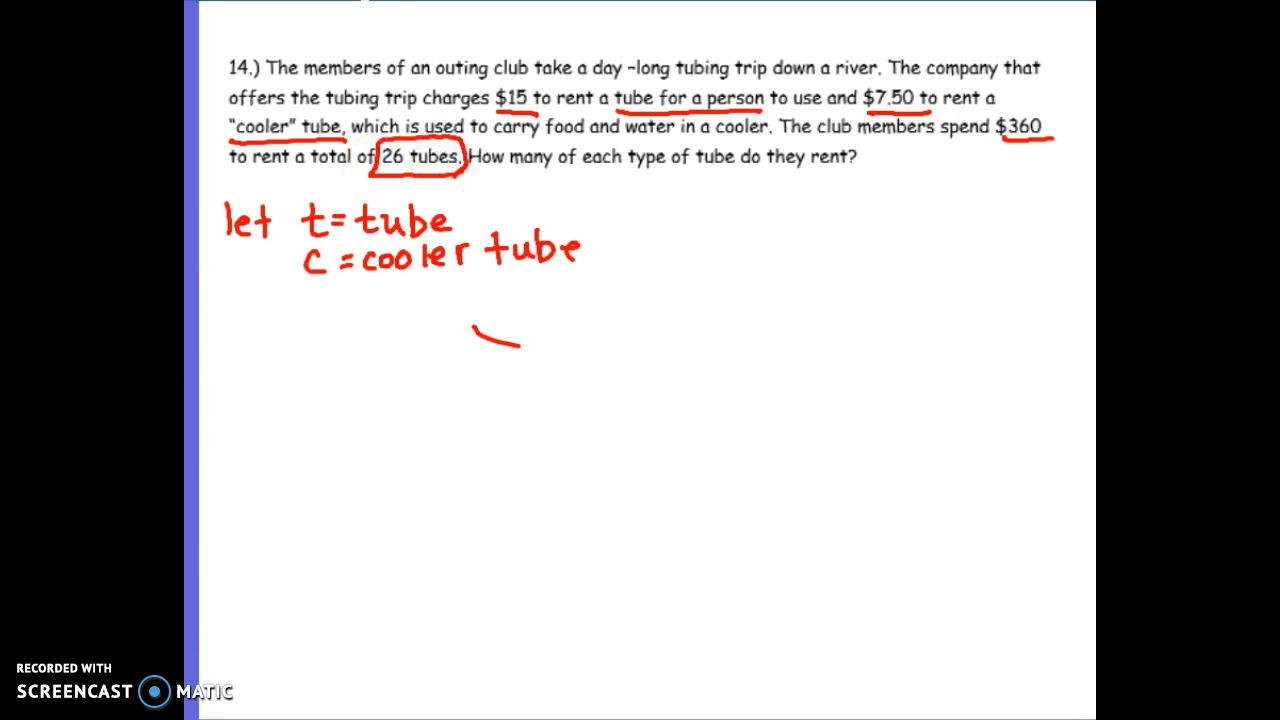 14.) The members of an outing club take a day -long tubing trip down a river. The company that
offers the tubing trip charges $15 to rent a tube for a person to use and $7.50 to rent a
"cooler" tube, which is used to carry food and water in a cooler. The club members spend $360
to rent a total of 26 tubes. How many of each type of tube do they rent?
let t = tube
c = cooler tube
RECORDED WITH
SCREENCAST MATIC